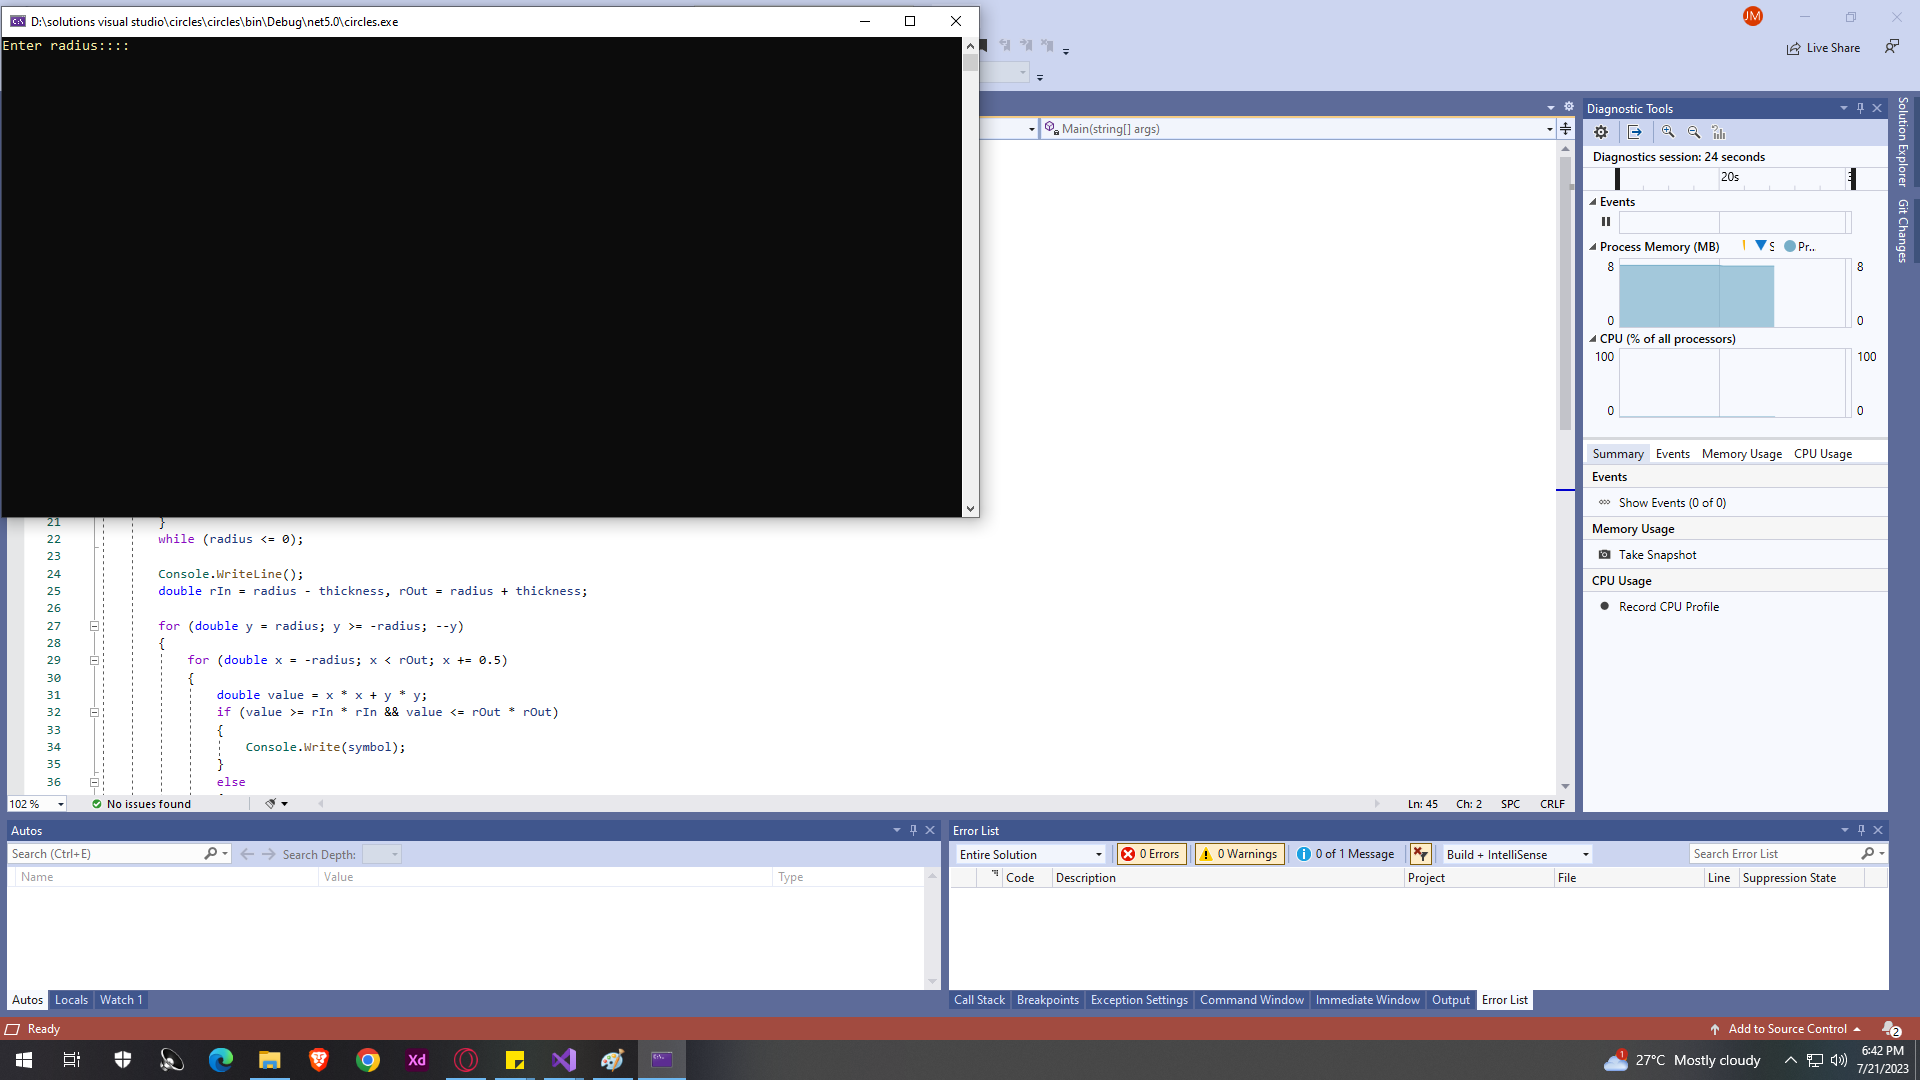 D:\solutions visual studio\circles\circles\bin\Debug\net5.0\circles.exe
Enter radius::::
JM
Live Share
Main(string[] args)
Diagnostic Tools
Diagnostics session: 24 seconds
20s
Events
Process Memory (MB)
S
Pr...
8
8
0
0
CPU (% of all processors)
100
100
0
0
Summary Events Memory Usage CPU Usage
Events
Show Events (0 of 0)
Memory Usage
Take Snapshot
CPU Usage
Record CPU Profile
Solution Explorer
Git Changes
21 }
22 while (radius <= 0);
23
24 Console.WriteLine();
25 double rIn = radius - thickness, rOut = radius + thickness;
26
27 for (double y = radius; y >= -radius; --y)
28 {
29 for (double x = -radius; x < rOut; x += 0.5)
30 {
31 double value = x * x + y * y;
32 if (value >= rIn * rIn && value <= rOut * rOut)
33 {
34 Console.Write(symbol);
35 }
36 else
102 % No issues found Ln: 45 Ch: 2 SPC CRLF
Autos
Search (Ctrl+E) Search Depth:
Name Value Type
Autos Locals Watch 1
Error List
Entire Solution 0 Errors 0 Warnings 0 of 1 Message Build + IntelliSense Search Error List
Code Description Project File Line Suppression State
Call Stack Breakpoints Exception Settings Command Window Immediate Window Output Error List
Ready Add to Source Control 2
Xd
1
27°C Mostly cloudy
6:42 PM
7/21/2023